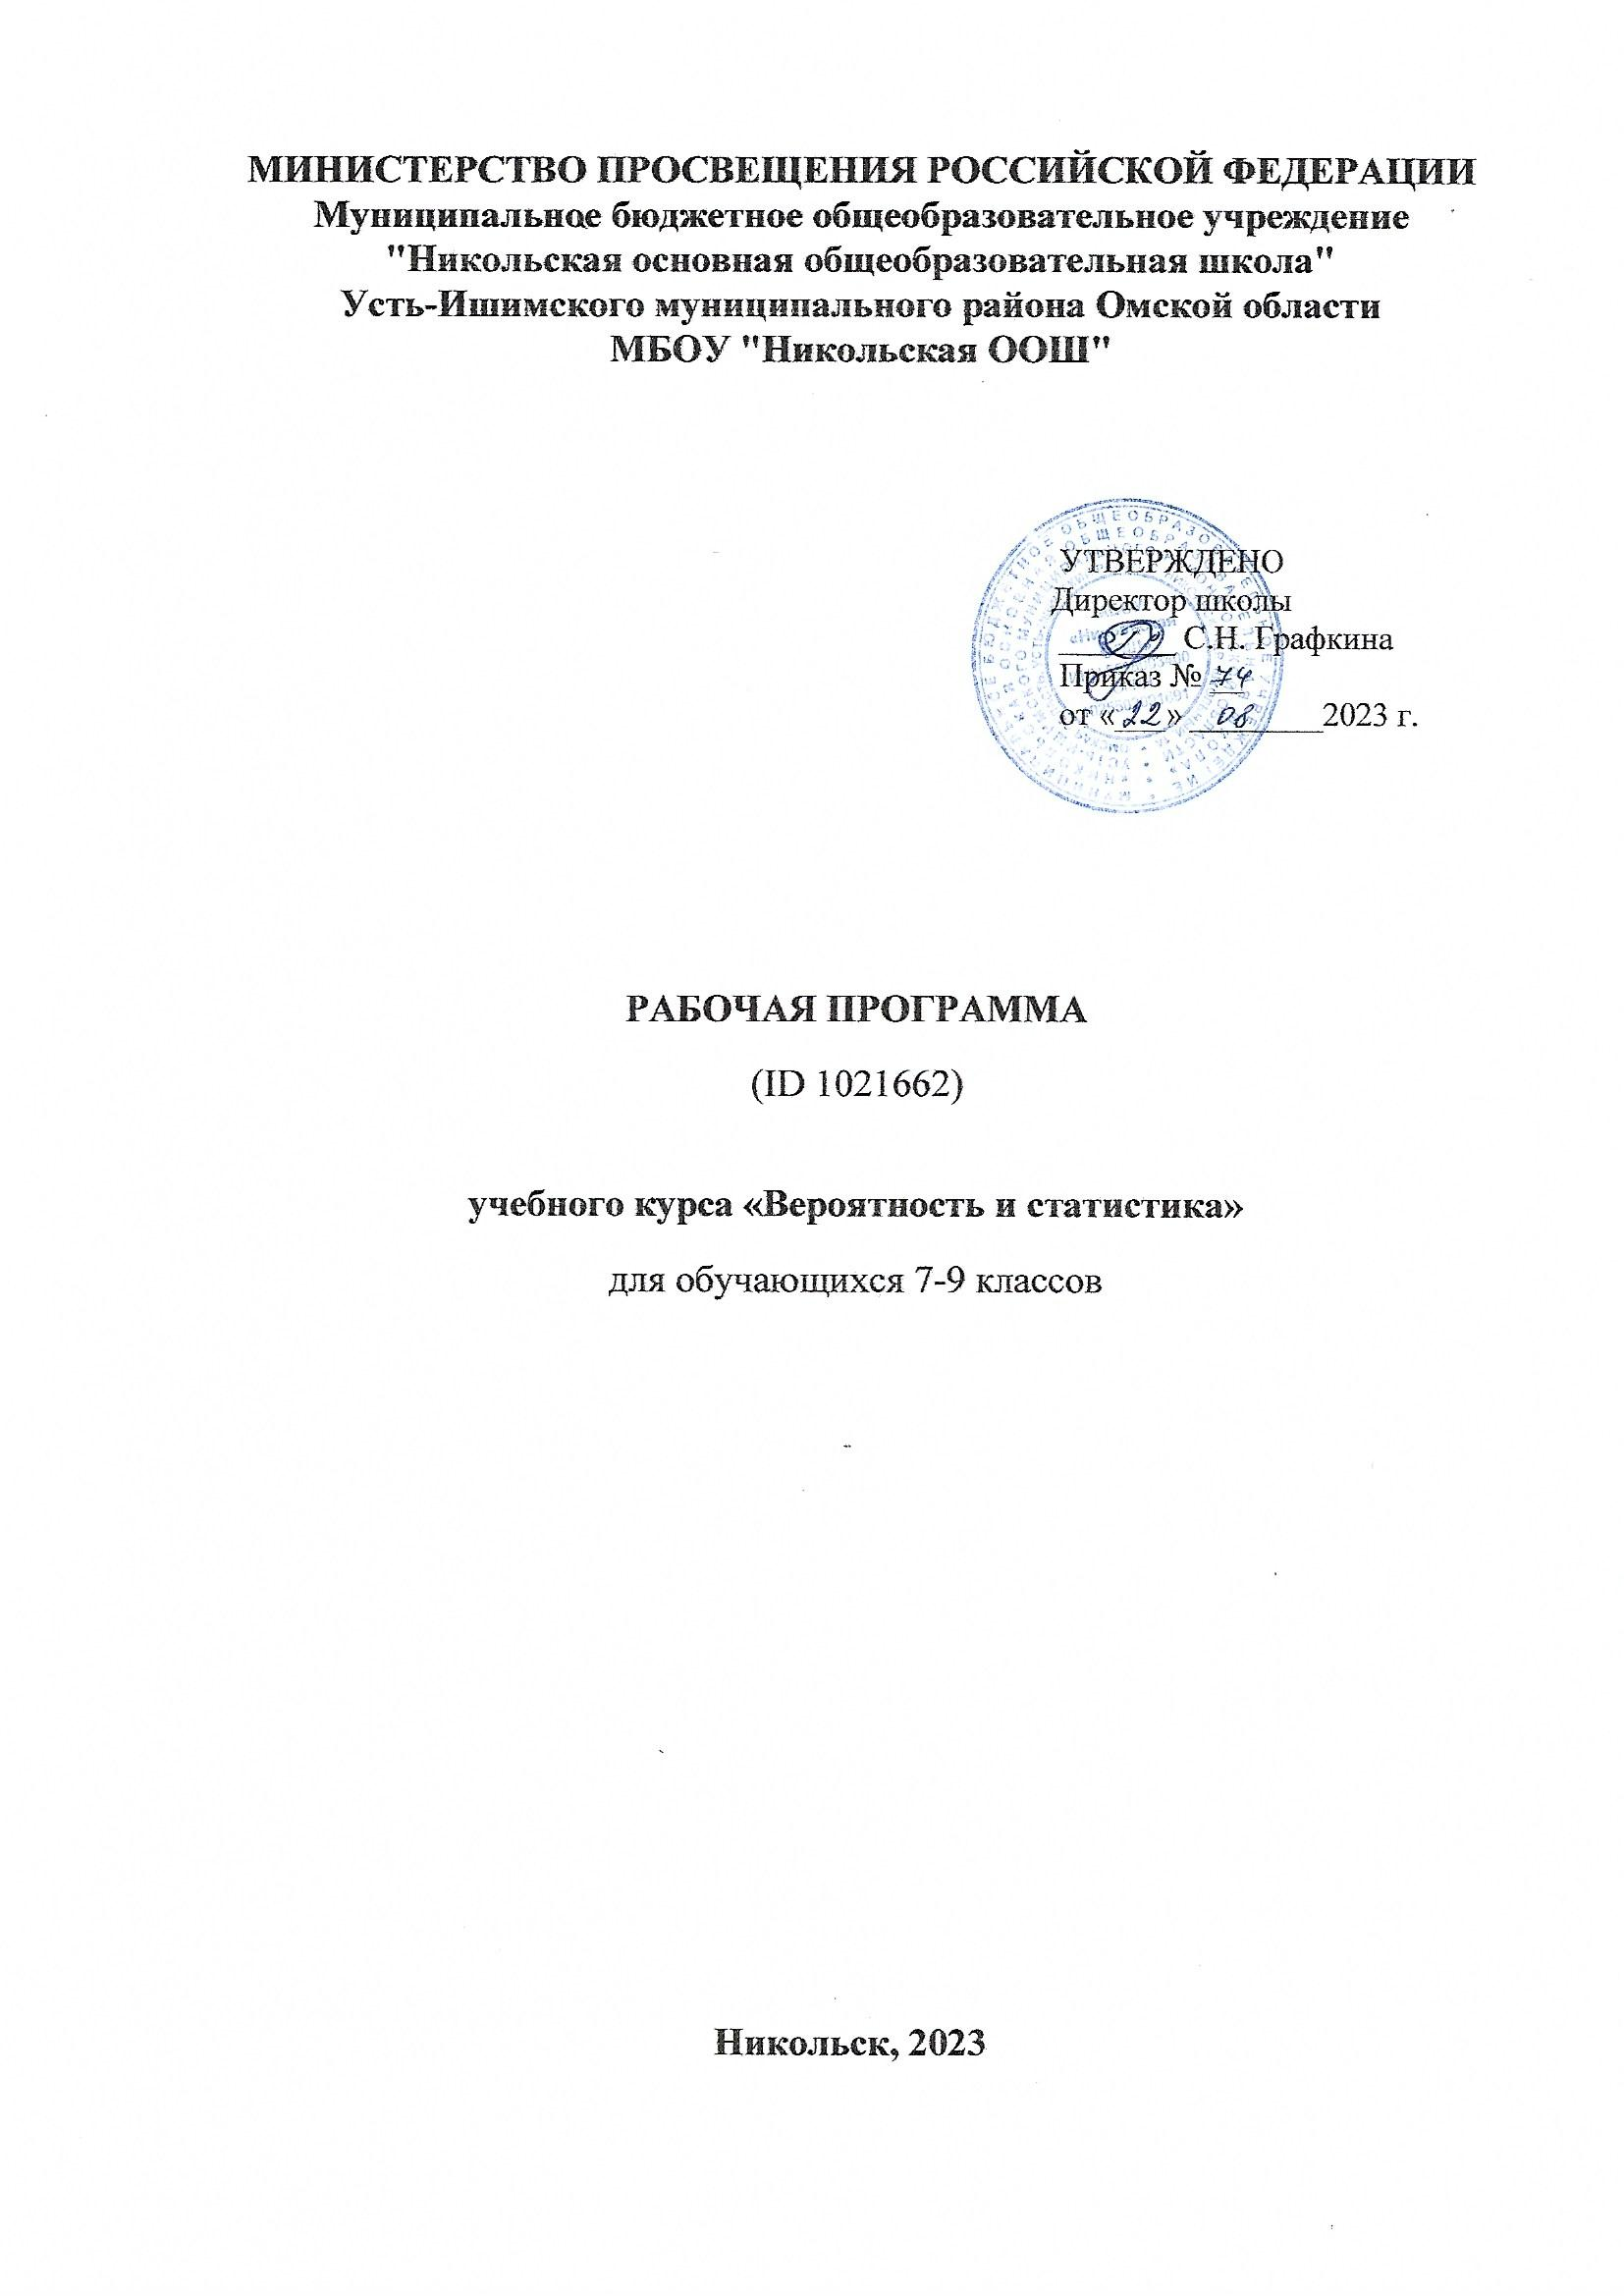 МИНИСТЕРСТВО ПРОСВЕЩЕНИЯ РОССИЙСКОЙ ФЕДЕРАЦИИ
Муниципальное бюджетное общеобразовательное учреждение
"Никольская основная общеобразовательная школа"
Усть-Ишимского муниципального района Омской области
МБОУ "Никольская ООШ"
УТВЕРЖДЕНО
Директор школы
_______ С.Н. Графкина
Приказ № 74
от «22» 08 2023 г.
РАБОЧАЯ ПРОГРАММА
(ID 1021662)
учебного курса «Вероятность и статистика»
для обучающихся 7-9 классов
Никольск, 2023